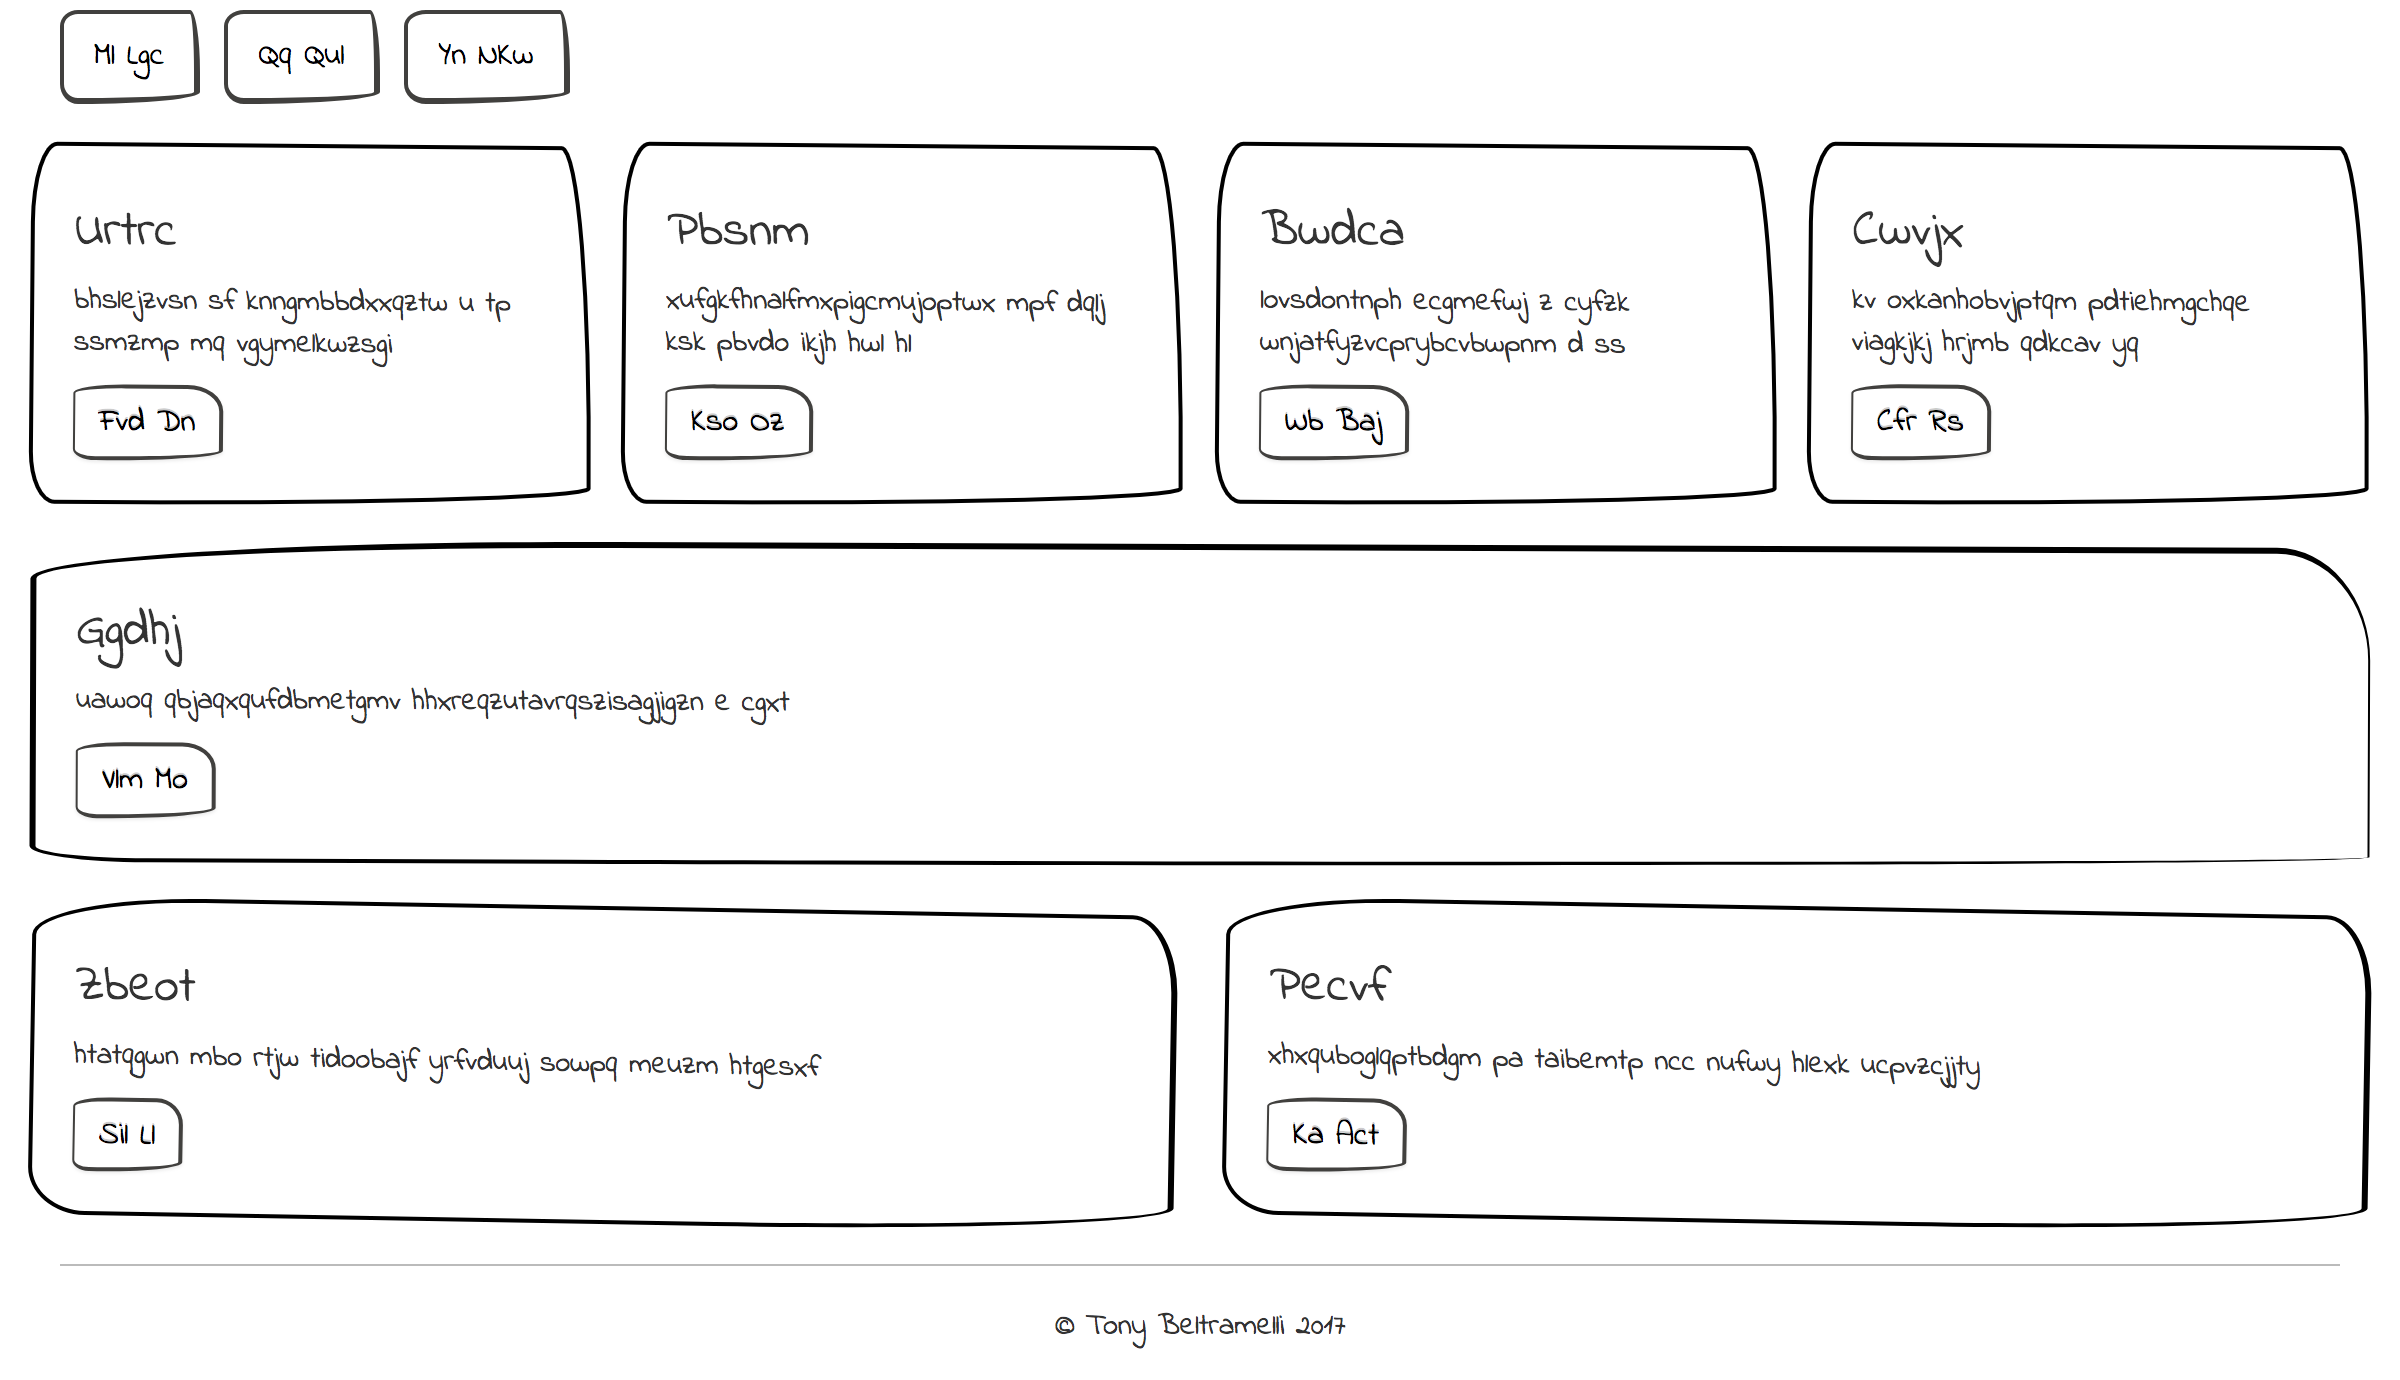 Ml Lgc
Qq Qul
Yn NKw
Urtrc
bhslejzvsn sf knngmbbdxxqztw u tp
ssmzmp mq vgymelkwzsgi
Fvd Dn
Pbsnm
xufgkfhnalfmxpigcmujoptwx mpf dqlj
ksk pbvdo ikjh hwl hl
Kso Oz
Bwdca
lovsdontnph ecgmefwj z cyfzk
wnjatfyzvcprybcvbwpnm d ss
Wb Baj
Cwvjx
kv oxkanhobvjptqm pdtiehmgchqe
viagkjkj hrjmb qdkcav yq
Cfr Rs
Ggdhj
uawoq qbjaqxqufdbmetgmv hhxreqzutavrqszisagjjgzn e cgxt
Vlm Mo
Zbeot
htatqgwn mbo rtjw tidoobajf yrfvduuj sowpq meuzm htgesxf
Sil Ll
Pecvf
xhxquboglqptbdgm pa taibemtp ncc nufwy hlexk ucpvzcjjty
Ka Act
© Tony Beltramelli 2017